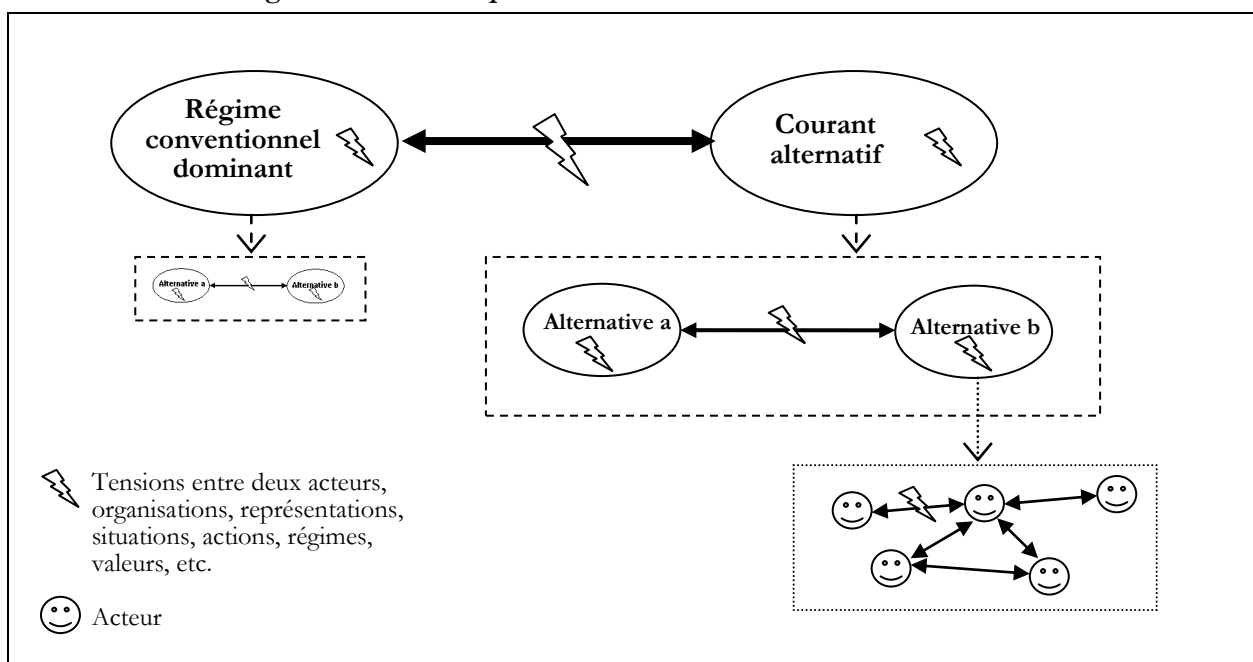 Régime
conventionnel
dominant
Courant
alternatif
Alternative a
Alternative b
Alternative a
Alternative b
Tensions entre deux acteurs,
organisations, représentations,
situations, actions, régimes,
valeurs, etc.
Acteur